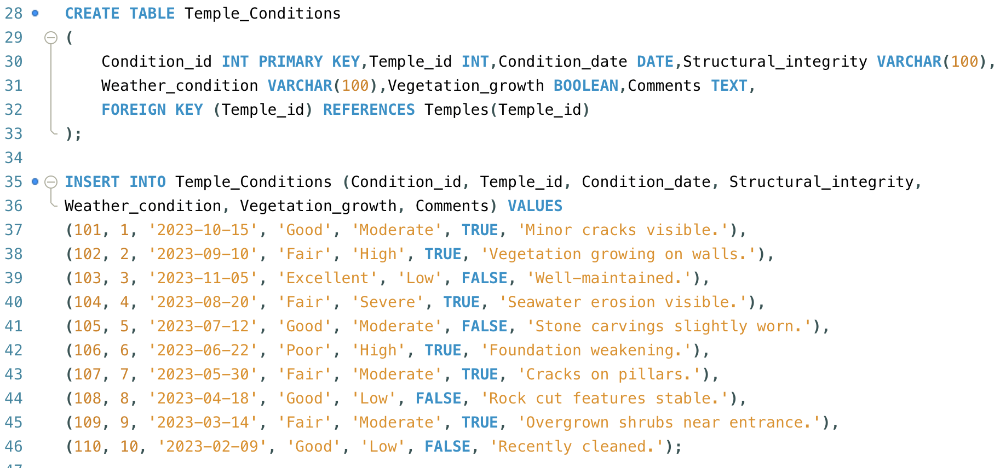 28 CREATE TABLE Temple_Conditions
29 (
30 Condition_id INT PRIMARY KEY,Temple_id INT,Condition_date DATE,Structural_integrity VARCHAR(100),
31 Weather_condition VARCHAR(100),Vegetation_growth BOOLEAN,Comments TEXT,
32 FOREIGN KEY (Temple_id) REFERENCES Temples(Temple_id)
33 );
34
35 INSERT INTO Temple_Conditions (Condition_id, Temple_id, Condition_date, Structural_integrity,
36 Weather_condition, Vegetation_growth, Comments) VALUES
37 (101, 1, '2023-10-15', 'Good', 'Moderate', TRUE, 'Minor cracks visible.'),
38 (102, 2, '2023-09-10', 'Fair', 'High', TRUE, 'Vegetation growing on walls.'),
39 (103, 3, '2023-11-05', 'Excellent', 'Low', FALSE, 'Well-maintained.'),
40 (104, 4, '2023-08-20', 'Fair', 'Severe', TRUE, 'Seawater erosion visible.'),
41 (105, 5, '2023-07-12', 'Good', 'Moderate', FALSE, 'Stone carvings slightly worn.'),
42 (106, 6, '2023-06-22', 'Poor', 'High', TRUE, 'Foundation weakening.'),
43 (107, 7, '2023-05-30', 'Fair', 'Moderate', TRUE, 'Cracks on pillars.'),
44 (108, 8, '2023-04-18', 'Good', 'Low', FALSE, 'Rock cut features stable.'),
45 (109, 9, '2023-03-14', 'Fair', 'Moderate', TRUE, 'Overgrown shrubs near entrance.'),
46 (110, 10, '2023-02-09', 'Good', 'Low', FALSE, 'Recently cleaned.');
47